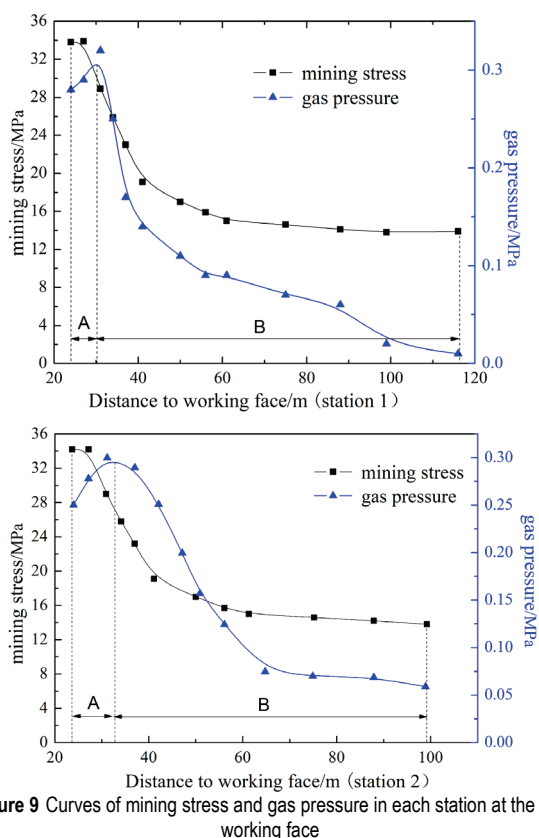 36
32
28
24
20
16
12
8
4
0
mining stress/MPa
mining stress
gas pressure
0.3
0.2
0.1
0.0
gas pressure/MPa
A
B
20 40 60 80 100 120
Distance to working face/m (station 1)
36
32
28
24
20
16
12
8
4
0
mining stress/MPa
mining stress
gas pressure
0.30
0.25
0.20
0.15
0.10
0.05
0.00
gas pressure/MPa
A
B
20 40 60 80 100
Distance to working face/m (station 2)
ure 9 Curves of mining stress and gas pressure in each station at the
working face